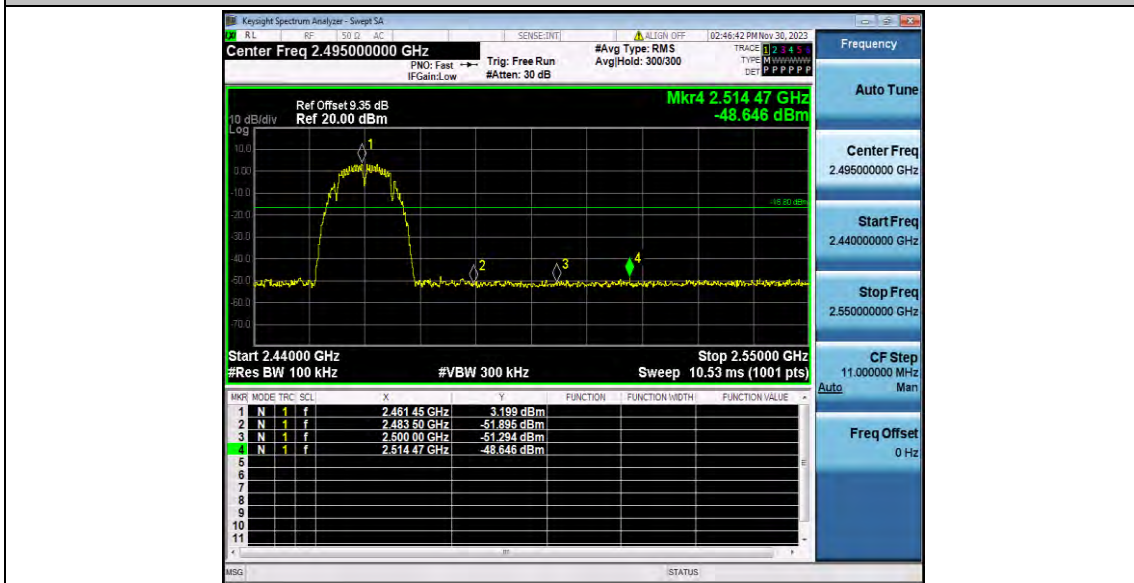 Keysight Spectrum Analyzer - Swept SA
RL RF 50 Ω AC SENSE:INT ALIGN OFF 02:46:42 PM Nov 30, 2023
Center Freq 2.495000000 GHz
PNO: Fast
IFGain:Low
Trig: Free Run
#Atten: 30 dB
#Avg Type: RMS
Avg|Hold: 300/300
TRACE 1 2 3 4 5 6
TYPE M W W W W W
DET P P P P P P
Ref Offset 9.35 dB
10 dB/div Ref 20.00 dBm
Log
Mkr4 2.514 47 GHz
-48.646 dBm
10.0
0.00
-10.0
-20.0
-30.0
-40.0
-50.0
-60.0
-70.0
1
2
3
4
Start 2.44000 GHz Stop 2.55000 GHz
#Res BW 100 kHz #VBW 300 kHz Sweep 10.53 ms (1001 pts)
MKR MODE TRC SCL X Y FUNCTION FUNCTION WIDTH FUNCTION VALUE
1 N 1 f 2.461 45 GHz 3.199 dBm
2 N 1 f 2.483 50 GHz -51.895 dBm
3 N 1 f 2.500 00 GHz -51.294 dBm
4 N 1 f 2.514 47 GHz -48.646 dBm
5
6
7
8
9
10
11
MSG STATUS
Frequency
Auto Tune
Center Freq
2.495000000 GHz
Start Freq
2.440000000 GHz
Stop Freq
2.550000000 GHz
CF Step
11.000000 MHz
Auto Man
Freq Offset
0 Hz